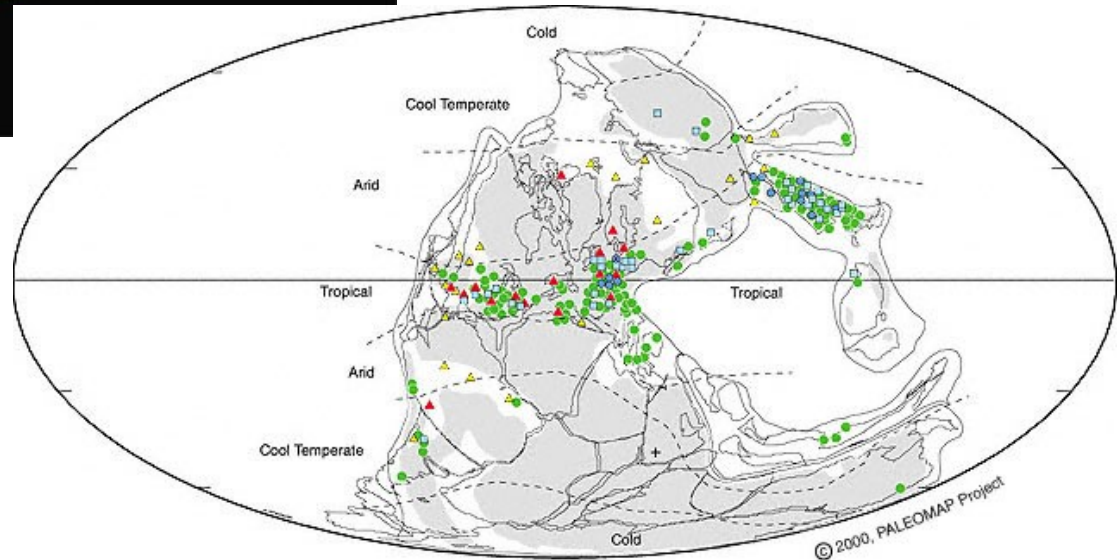 Cold
Cool Temperate
Arid
Tropical
Tropical
Arid
Cool Temperate
Cold
© 2000, PALEOMAP Project